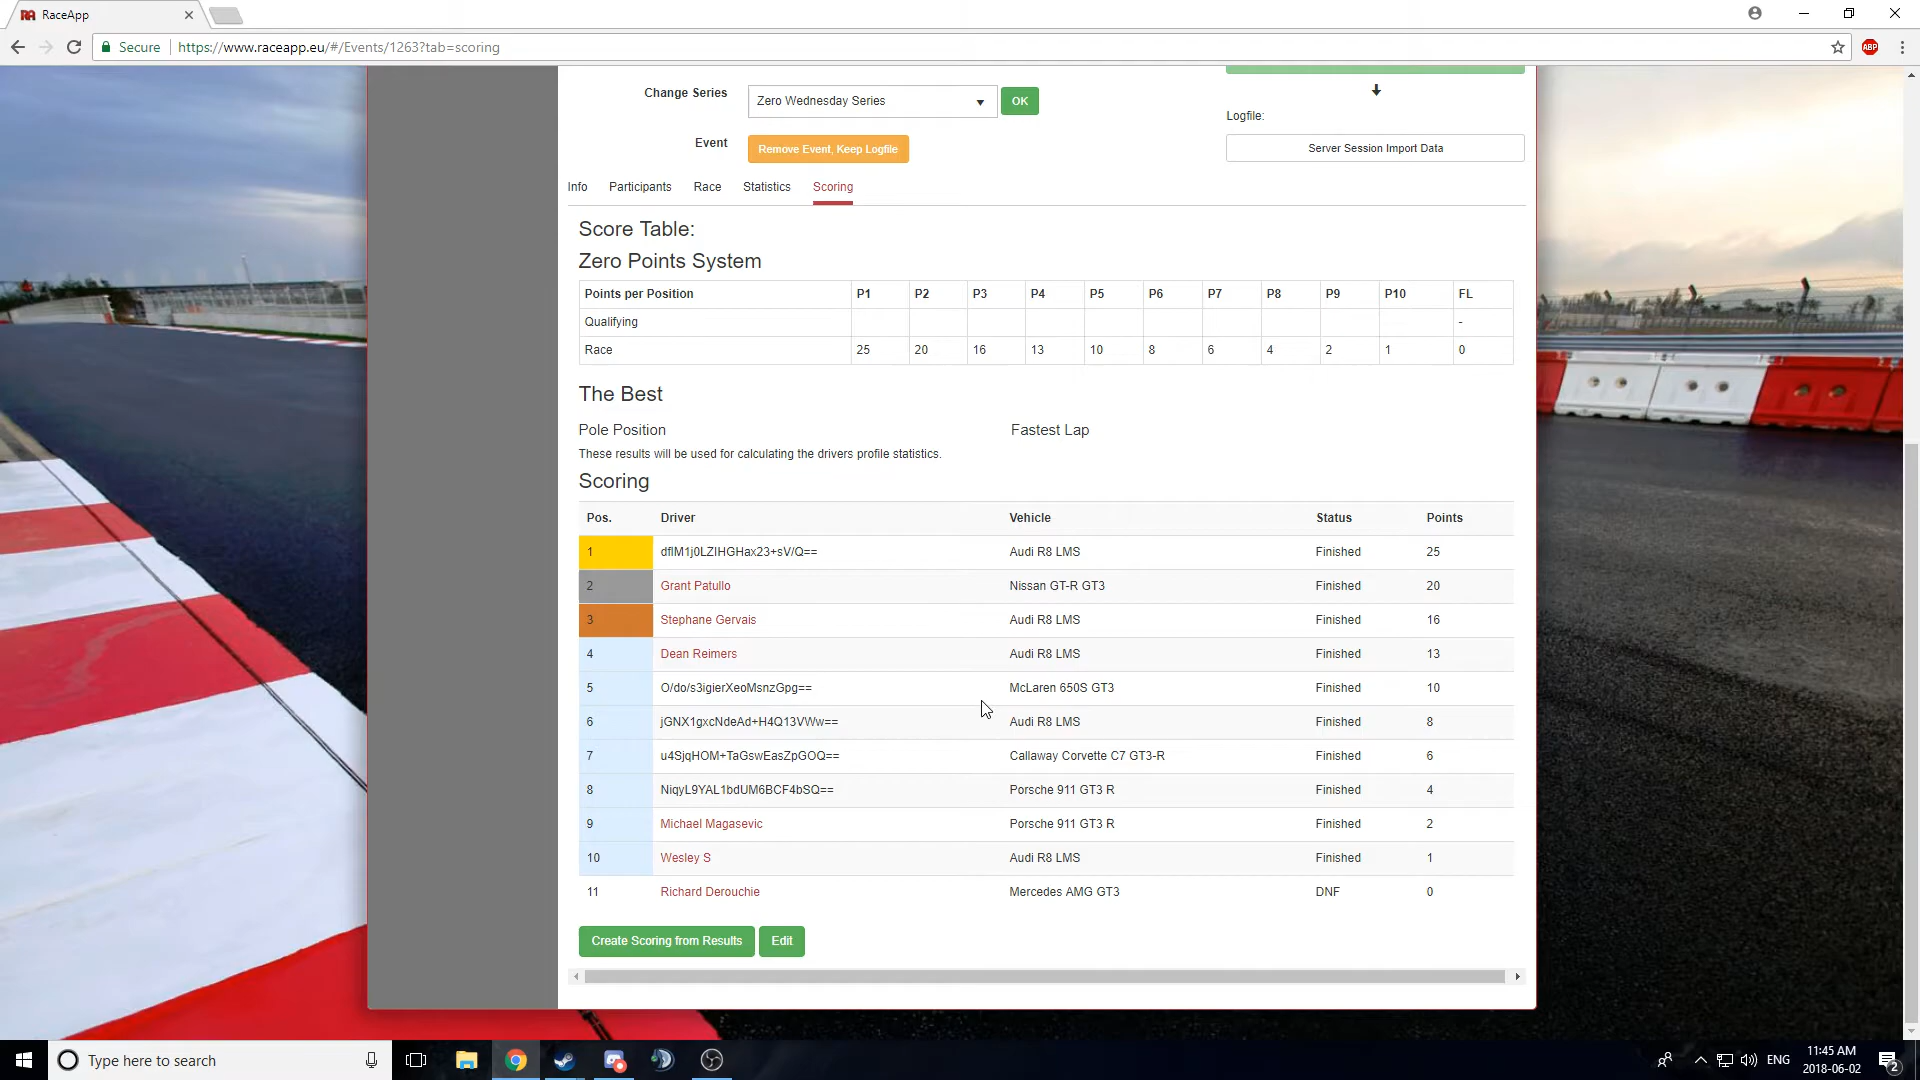 RaceApp
Secure https://www.raceapp.eu/#/Events/1263?tab=scoring
ABP
Change Series Zero Wednesday Series OK
Logfile:
Event Remove Event, Keep Logfile Server Session Import Data
Info Participants Race Statistics Scoring
Score Table:
Zero Points System
Points per Position P1 P2 P3 P4 P5 P6 P7 P8 P9 P10 FL
Qualifying -
Race 25 20 16 13 10 8 6 4 2 1 0
The Best
Pole Position Fastest Lap
These results will be used for calculating the drivers profile statistics.
Scoring
Pos. Driver Vehicle Status Points
1 dflM1j0LZIHGHax23+sV/Q== Audi R8 LMS Finished 25
2 Grant Patullo Nissan GT-R GT3 Finished 20
3 Stephane Gervais Audi R8 LMS Finished 16
4 Dean Reimers Audi R8 LMS Finished 13
5 O/do/s3igierXeoMsnzGpg== McLaren 650S GT3 Finished 10
6 jGNX1gxcNdeAd+H4Q13VWw== Audi R8 LMS Finished 8
7 u4SjqHOM+TaGswEasZpGOQ== Callaway Corvette C7 GT3-R Finished 6
8 NiqyL9YAL1bdUM6BCF4bSQ== Porsche 911 GT3 R Finished 4
9 Michael Magasevic Porsche 911 GT3 R Finished 2
10 Wesley S Audi R8 LMS Finished 1
11 Richard Derouchie Mercedes AMG GT3 DNF 0
Create Scoring from Results Edit
Type here to search
ENG
11:45 AM
2018-06-02
2